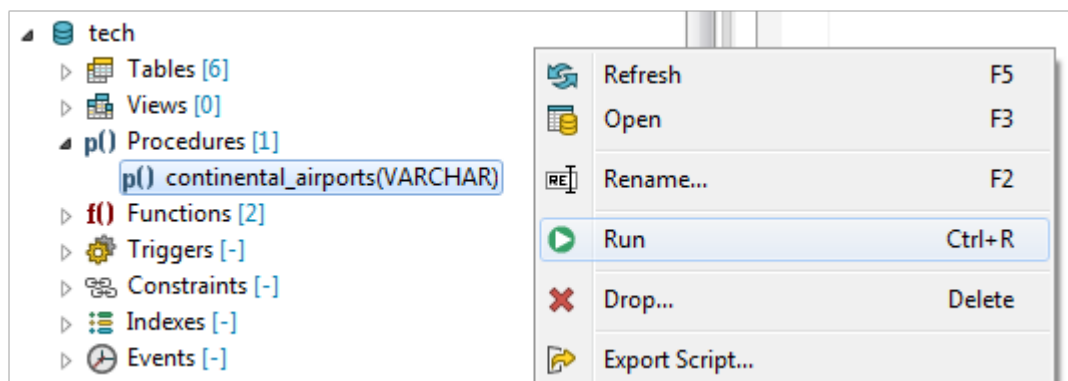 tech
Tables [6]
Views [0]
p() Procedures [1]
p() continental_airports(VARCHAR)
f() Functions [2]
Triggers [-]
Constraints [-]
Indexes [-]
Events [-]
Refresh F5
Open F3
RE Rename... F2
Run Ctrl+R
Drop... Delete
Export Script...